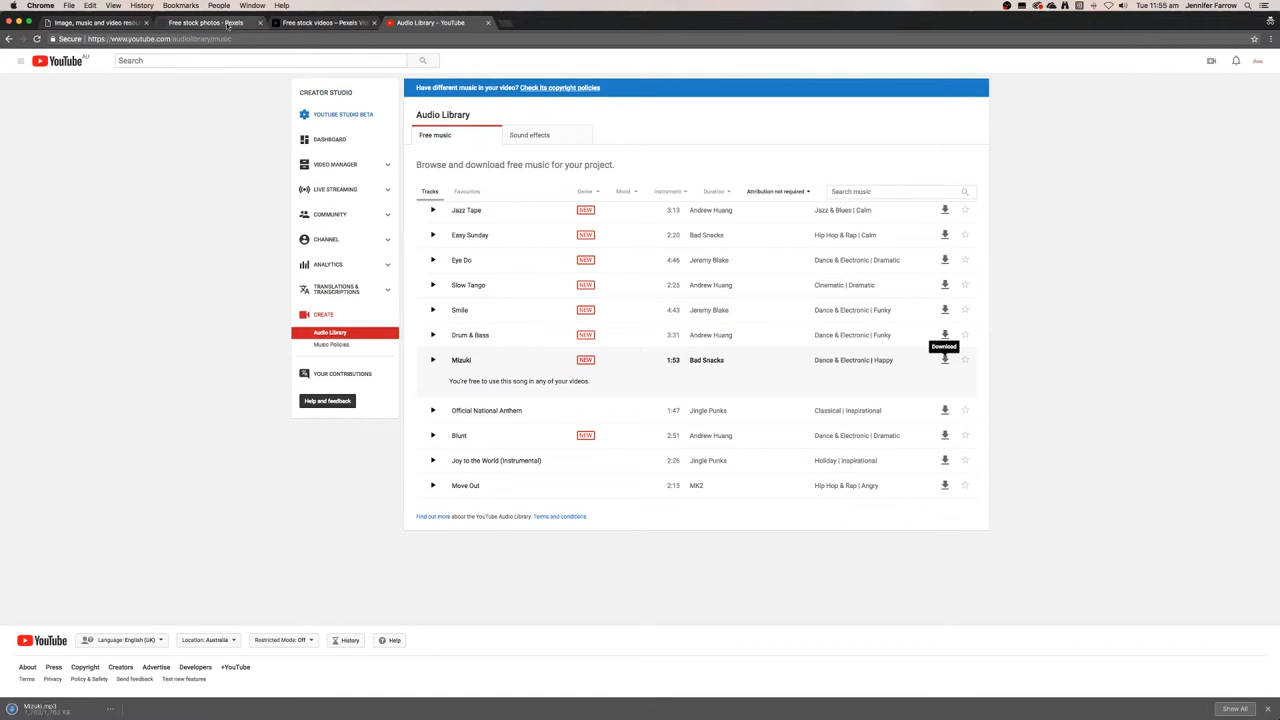 Chrome File Edit View History Bookmarks People Window Help 11:55 am Jennifer Farrow
Image, music and video resou Free stock photos · Pexels Free stock videos – Pexels Vid Audio Library - YouTube
Secure https://www.youtube.com/audiolibrary/music
YouTube AU Search
CREATOR STUDIO
YOUTUBE STUDIO BETA
DASHBOARD
VIDEO MANAGER
LIVE STREAMING
COMMUNITY
CHANNEL
ANALYTICS
TRANSLATIONS &
TRANSCRIPTIONS
CREATE
Audio Library
Music Policies
YOUR CONTRIBUTIONS
Help and feedback
Have different music in your video? Check its copyright policies
Audio Library
Free music Sound effects
Browse and download free music for your project.
Tracks Favourites Genre Mood Instrument Duration Attribution not required Search music
Jazz Tape NEW 3:13 Andrew Huang Jazz & Blues | Calm
Easy Sunday NEW 2:20 Bad Snacks Hip Hop & Rap | Calm
Eye Do NEW 4:46 Jeremy Blake Dance & Electronic | Dramatic
Slow Tango NEW 2:25 Andrew Huang Cinematic | Dramatic
Smile NEW 4:43 Jeremy Blake Dance & Electronic | Funky
Drum & Bass NEW 3:31 Andrew Huang Dance & Electronic | Funky
Download
Mizuki NEW 1:53 Bad Snacks Dance & Electronic | Happy
You're free to use this song in any of your videos.
Official National Anthem 1:47 Jingle Punks Classical | Inspirational
Blunt NEW 2:51 Andrew Huang Dance & Electronic | Dramatic
Joy to the World (Instrumental) 2:26 Jingle Punks Holiday | Inspirational
Move Out 2:15 MK2 Hip Hop & Rap | Angry
Find out more about the YouTube Audio Library. Terms and conditions
YouTube Language: English (UK) Location: Australia Restricted Mode: Off History Help
About Press Copyright Creators Advertise Developers +YouTube
Terms Privacy Policy & Safety Send feedback Test new features
Mizuki.mp3
Show All